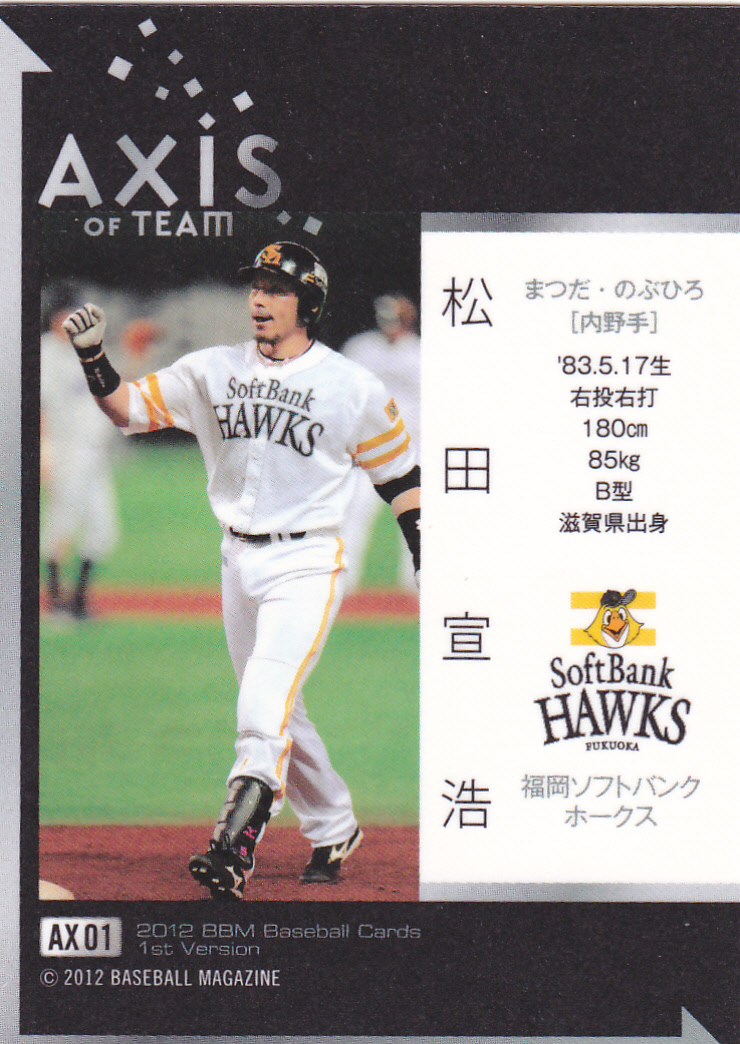 AXiS
OF TEAM
松田宣浩
まつだ・のぶひろ
[内野手]
'83.5.17生
右投右打
180cm
85kg
B型
滋賀県出身
SoftBank
HAWKS
SoftBank
HAWKS
FUKUOKA
福岡ソフトバンク
ホークス
AX01
2012 BBM Baseball Cards
1st Version
© 2012 BASEBALL MAGAZINE